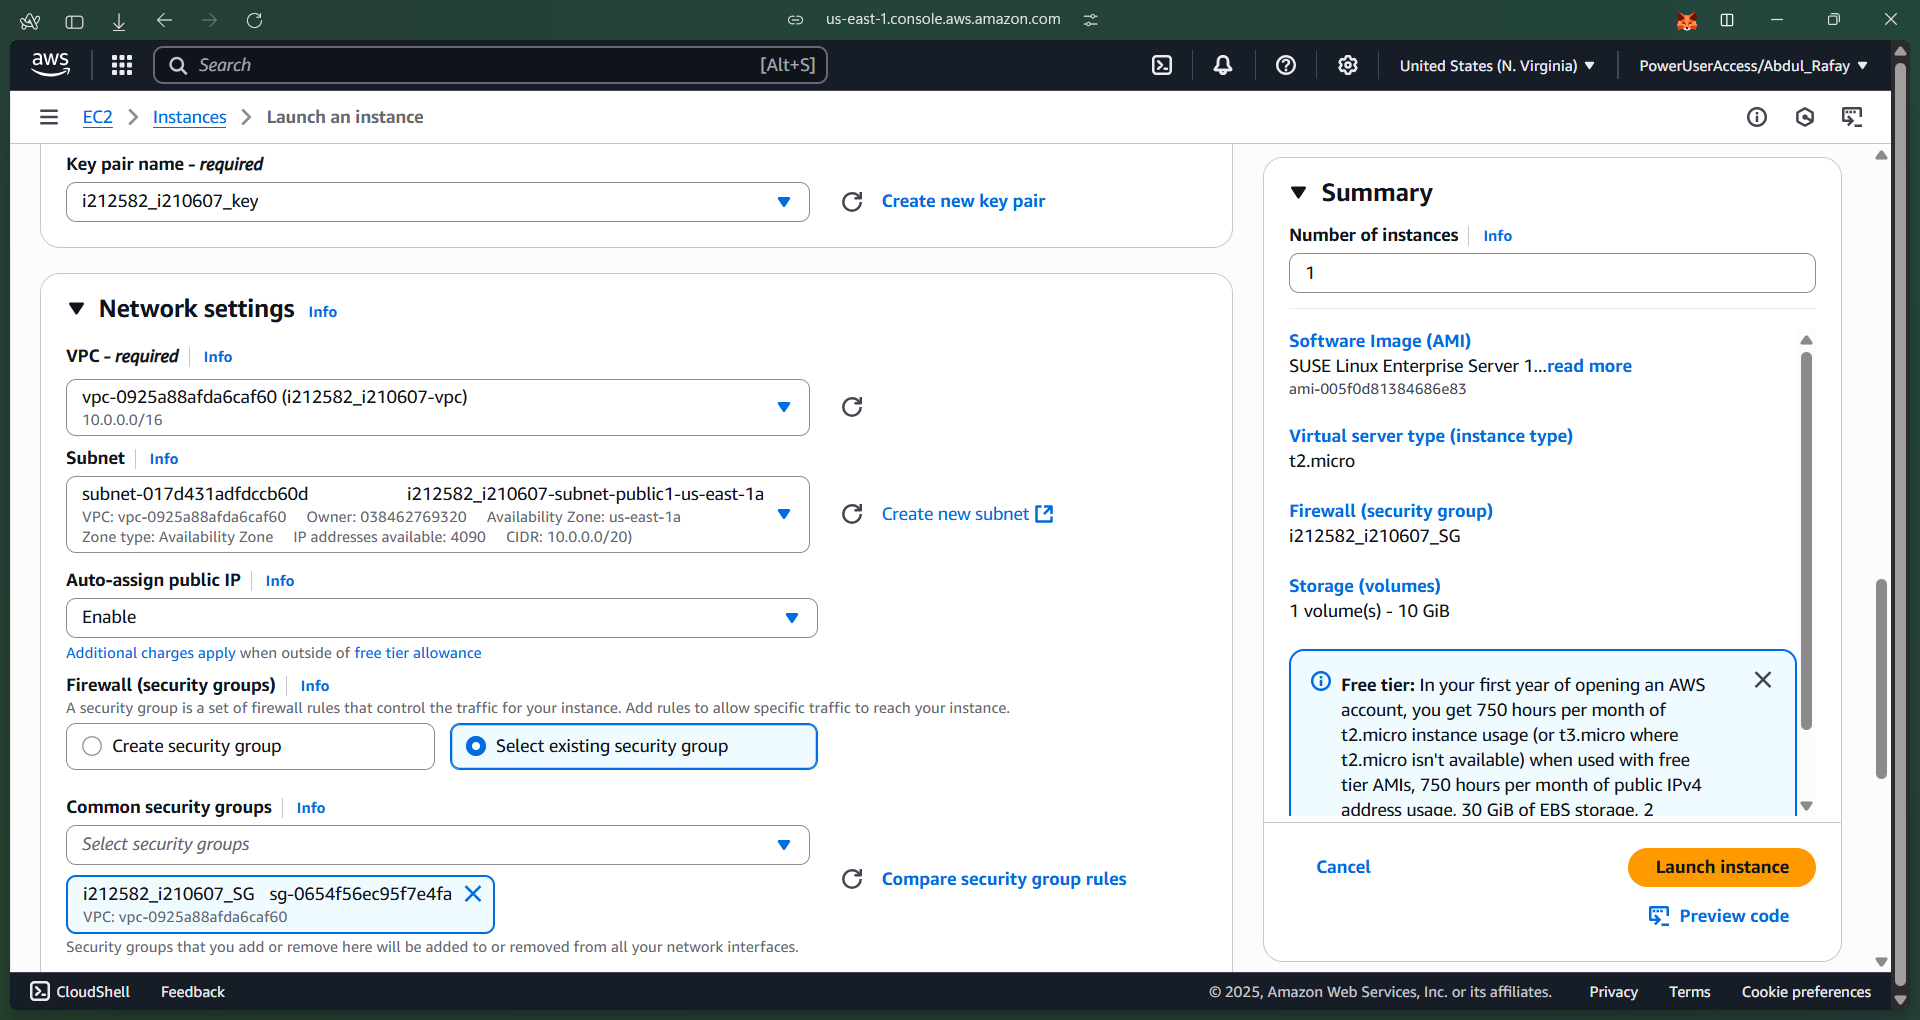 us-east-1.console.aws.amazon.com
aws
Search
[Alt+S]
United States (N. Virginia)
PowerUserAccess/Abdul_Rafay
EC2
Instances
Launch an instance
Key pair name - required
i212582_i210607_key
Create new key pair
Network settings
Info
VPC - required
Info
vpc-0925a88afda6caf60 (i212582_i210607-vpc)
10.0.0.0/16
Subnet
Info
subnet-017d431adfdccb60d
i212582_i210607-subnet-public1-us-east-1a
VPC: vpc-0925a88afda6caf60 Owner: 038462769320 Availability Zone: us-east-1a
Zone type: Availability Zone IP addresses available: 4090 CIDR: 10.0.0.0/20)
Create new subnet
Auto-assign public IP
Info
Enable
Additional charges apply when outside of free tier allowance
Firewall (security groups)
Info
A security group is a set of firewall rules that control the traffic for your instance. Add rules to allow specific traffic to reach your instance.
Create security group
Select existing security group
Common security groups
Info
Select security groups
i212582_i210607_SG sg-0654f56ec95f7e4fa
VPC: vpc-0925a88afda6caf60
Compare security group rules
Security groups that you add or remove here will be added to or removed from all your network interfaces.
Summary
Number of instances
Info
1
Software Image (AMI)
SUSE Linux Enterprise Server 1...read more
ami-005f0d81384686e83
Virtual server type (instance type)
t2.micro
Firewall (security group)
i212582_i210607_SG
Storage (volumes)
1 volume(s) - 10 GiB
Free tier: In your first year of opening an AWS
account, you get 750 hours per month of
t2.micro instance usage (or t3.micro where
t2.micro isn't available) when used with free
tier AMIs, 750 hours per month of public IPv4
address usage, 30 GiB of EBS storage, 2
Cancel
Launch instance
Preview code
CloudShell
Feedback
© 2025, Amazon Web Services, Inc. or its affiliates.
Privacy
Terms
Cookie preferences